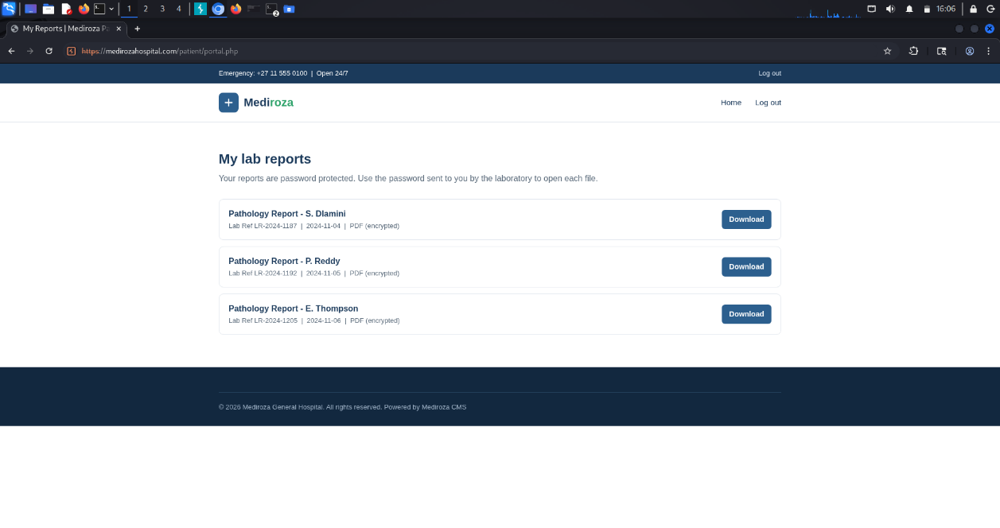 1 2 3 4 2 16:06
My Reports | Mediroza Pa
https://medirozahospital.com/patient/portal.php
Emergency: +27 11 555 0100 | Open 24/7 Log out
Mediroza Home Log out
My lab reports
Your reports are password protected. Use the password sent to you by the laboratory to open each file.
Pathology Report - S. Dlamini
Lab Ref LR-2024-1187 | 2024-11-04 | PDF (encrypted)
Download
Pathology Report - P. Reddy
Lab Ref LR-2024-1192 | 2024-11-05 | PDF (encrypted)
Download
Pathology Report - E. Thompson
Lab Ref LR-2024-1205 | 2024-11-06 | PDF (encrypted)
Download
© 2026 Mediroza General Hospital. All rights reserved. Powered by Mediroza CMS